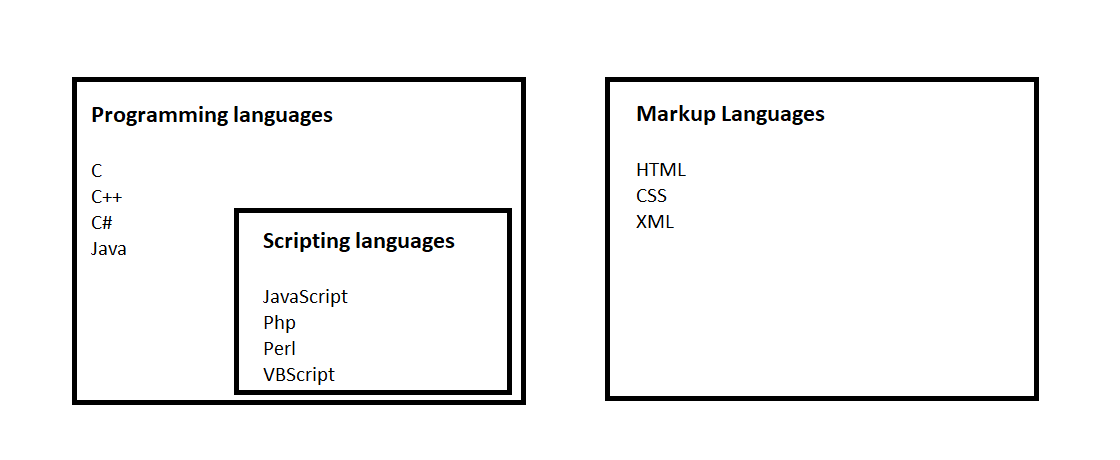 Programming languages
C
C++
C#
Java
Scripting languages
JavaScript
Php
Perl
VBScript
Markup Languages
HTML
CSS
XML